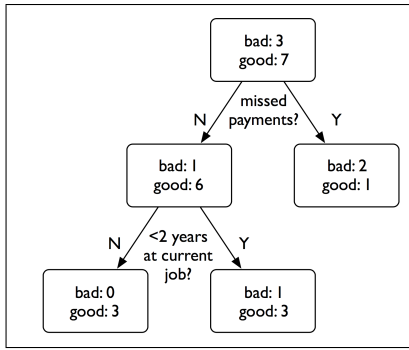 bad: 3
good: 7
missed
payments?
N
Y
bad: 1
good: 6
bad: 2
good: 1
N
<2 years
at current
job?
Y
bad: 0
good: 3
bad: 1
good: 3